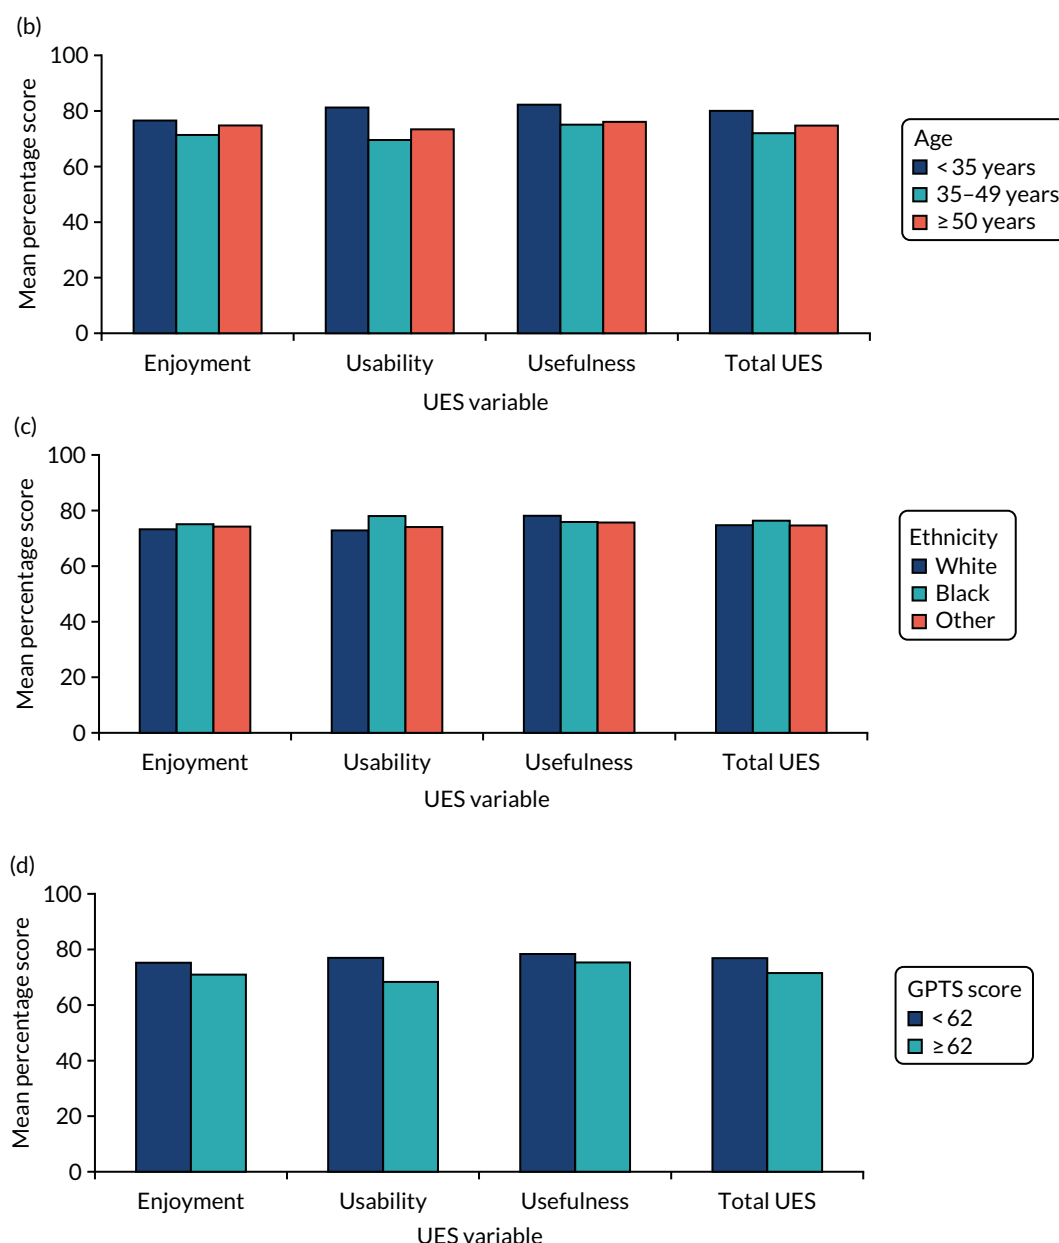 (b)
Mean percentage score
100
80
60
40
20
0
Enjoyment Usability Usefulness Total UES
UES variable
Age
< 35 years
35–49 years
≥ 50 years
(c)
Mean percentage score
100
80
60
40
20
0
Enjoyment Usability Usefulness Total UES
UES variable
Ethnicity
White
Black
Other
(d)
Mean percentage score
100
80
60
40
20
0
Enjoyment Usability Usefulness Total UES
UES variable
GPTS score
< 62
≥ 62